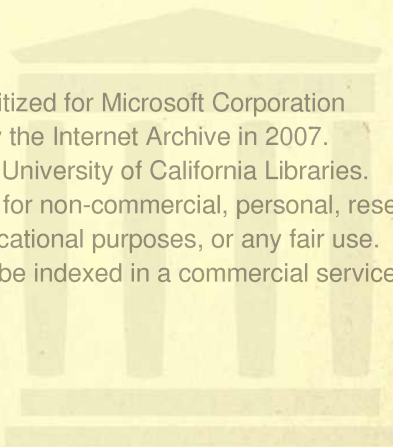 itized for Microsoft Corporation
the Internet Archive in 2007.
University of California Libraries.
for non-commercial, personal, rese
cational purposes, or any fair use.
be indexed in a commercial service